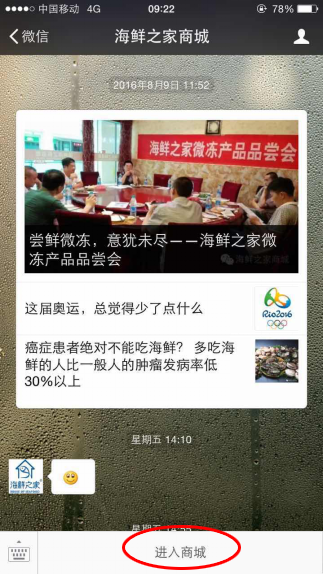 中国移动 4G 09:22 78%
微信 海鲜之家商城
2016年8月9日 11:52
海鲜之家微冻产品品尝会
尝鲜微冻，意犹未尽——海鲜之家微
冻产品品尝会
海鲜之家商城
这届奥运，总觉得少了点什么
Rio2016
癌症患者绝对不能吃海鲜？ 多吃海
鲜的人比一般人的肿瘤发病率低
30%以上
星期五 14:10
海鲜之家
进入商城